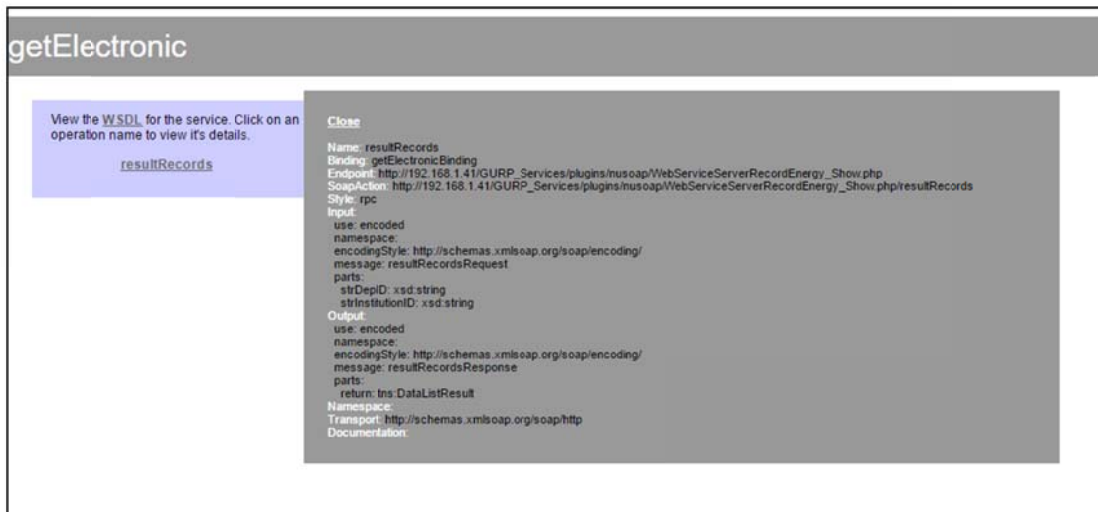 getElectronic
View the WSDL for the service. Click on an
operation name to view it's details.
resultRecords
Close
Name: resultRecords
Binding: getElectronicBinding
Endpoint: http://192.168.1.41/GURP_Services/plugins/nusoap/WebServiceServerRecordEnergy_Show.php
SoapAction: http://192.168.1.41/GURP_Services/plugins/nusoap/WebServiceServerRecordEnergy_Show.php/resultRecords
Style: rpc
Input:
use: encoded
namespace:
encodingStyle: http://schemas.xmlsoap.org/soap/encoding/
message: resultRecordsRequest
parts:
strDepID: xsd:string
strInstitutionID: xsd:string
Output:
use: encoded
namespace:
encodingStyle: http://schemas.xmlsoap.org/soap/encoding/
message: resultRecordsResponse
parts:
return: tns:DataListResult
Namespace:
Transport: http://schemas.xmlsoap.org/soap/http
Documentation: